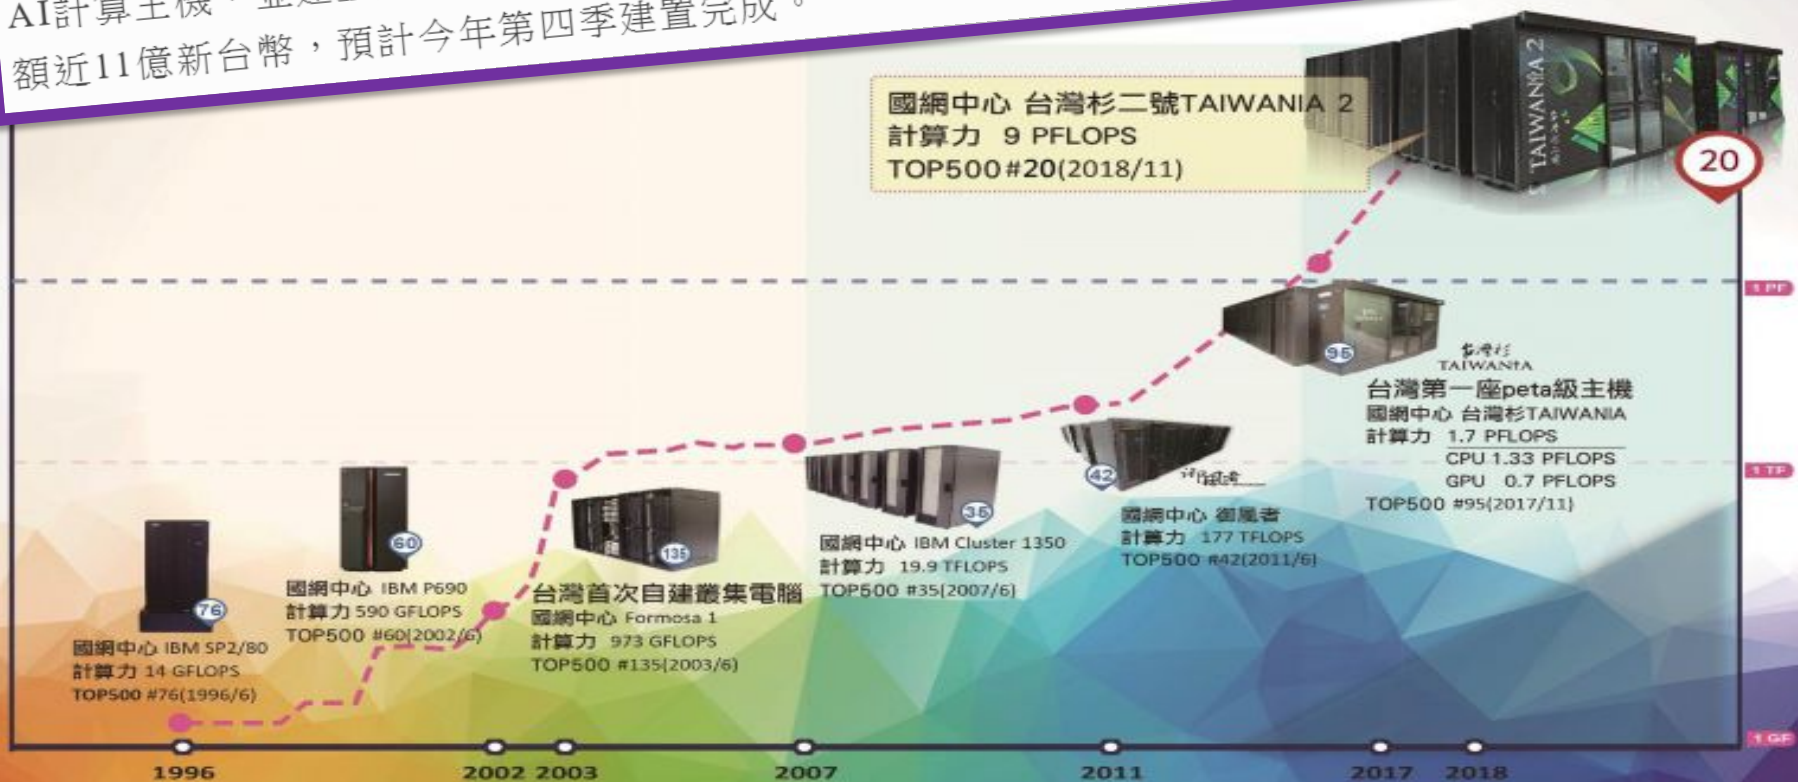 AI計算主機,並建
額近11億新台幣,預計今年第四季建置完成。
國網中心 台灣杉二號TAIWANIA 2
計算力 9 PFLOPS
TOP500 #20(2018/11)
TAIWANIA 2
20
1 PF
95
台灣杉
TAIWANIA
台灣第一座peta級主機
國網中心 台灣杉TAIWANIA
計算力 1.7 PFLOPS
CPU 1.33 PFLOPS
GPU 0.7 PFLOPS
TOP500 #95(2017/11)
1 TF
42
國網中心 御風者
計算力 177 TFLOPS
TOP500 #42(2011/6)
35
國網中心 IBM Cluster 1350
計算力 19.9 TFLOPS
TOP500 #35(2007/6)
135
台灣首次自建叢集電腦
國網中心 Formosa 1
計算力 973 GFLOPS
TOP500 #135(2003/6)
60
國網中心 IBM P690
計算力 590 GFLOPS
TOP500 #60(2002/6)
76
國網中心 IBM SP2/80
計算力 14 GFLOPS
TOP500 #76(1996/6)
1 GF
1996 2002 2003 2007 2011 2017 2018